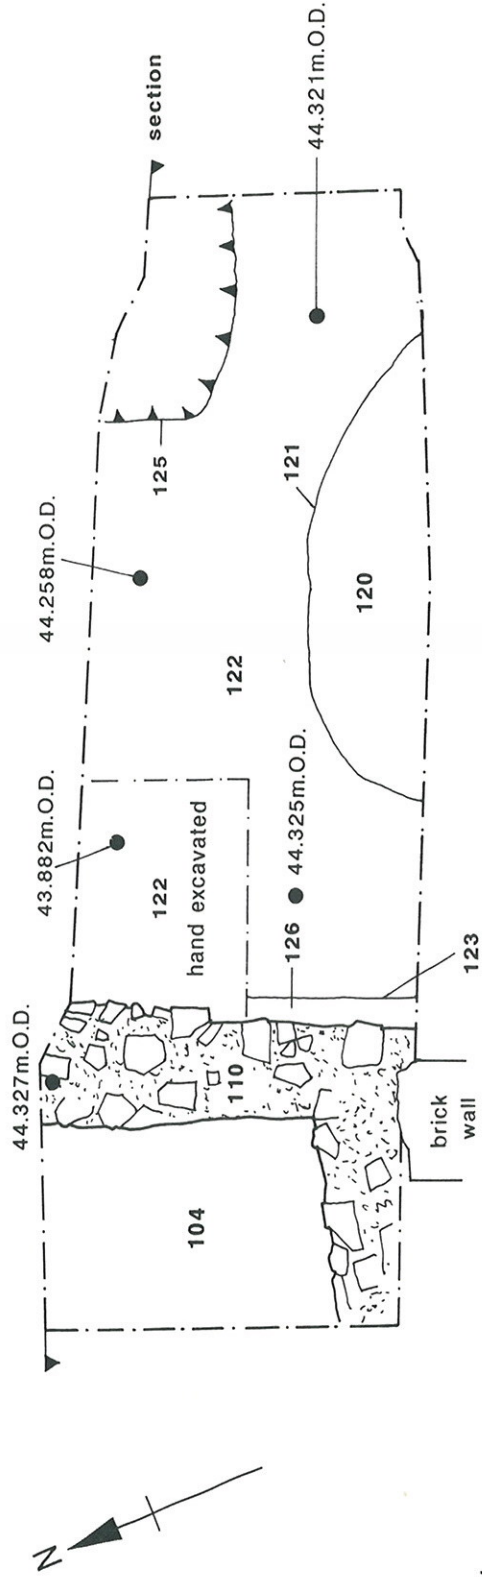 section
44.321m.O.D.
125
121
44.258m.O.D.
120
122
43.882m.O.D.
122
hand excavated
44.325m.O.D.
126
123
44.327m.O.D.
110
brick
wall
104
N